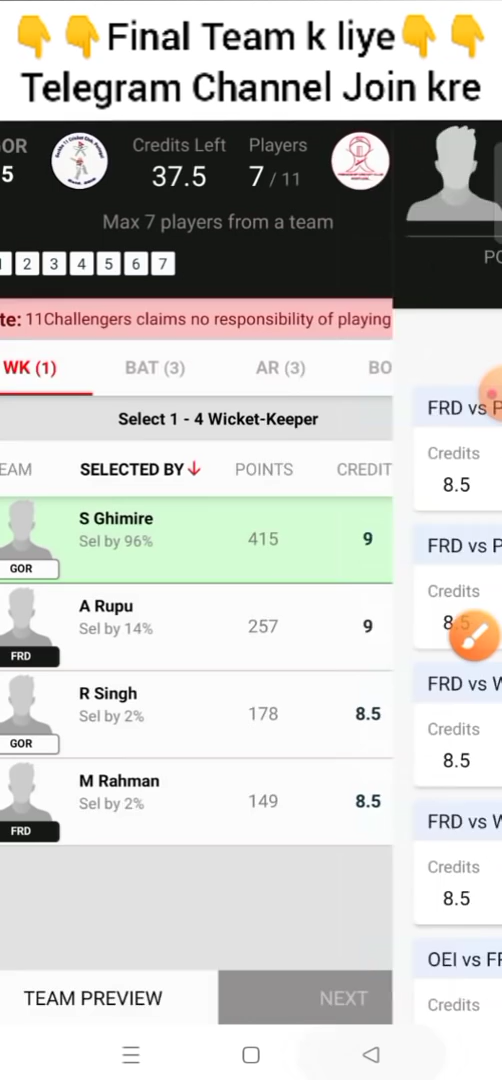 👇👇Final Team k liye👇👇
Telegram Channel Join kre
OR
Credits Left
Players
5
37.5
7 / 11
Max 7 players from a team
2 3 4 5 6 7
te: 11Challengers claims no responsibility of playing
WK (1)
BAT (3)
AR (3)
BO
Select 1 - 4 Wicket-Keeper
EAM
SELECTED BY
POINTS
CREDIT
S Ghimire
Sel by 96%
415
9
GOR
A Rupu
Sel by 14%
257
9
FRD
R Singh
Sel by 2%
178
8.5
GOR
M Rahman
Sel by 2%
149
8.5
FRD
TEAM PREVIEW
NEXT
PO
FRD vs P
Credits
8.5
FRD vs P
Credits
8.5
FRD vs W
Credits
8.5
FRD vs W
Credits
8.5
OEI vs FR
Credits